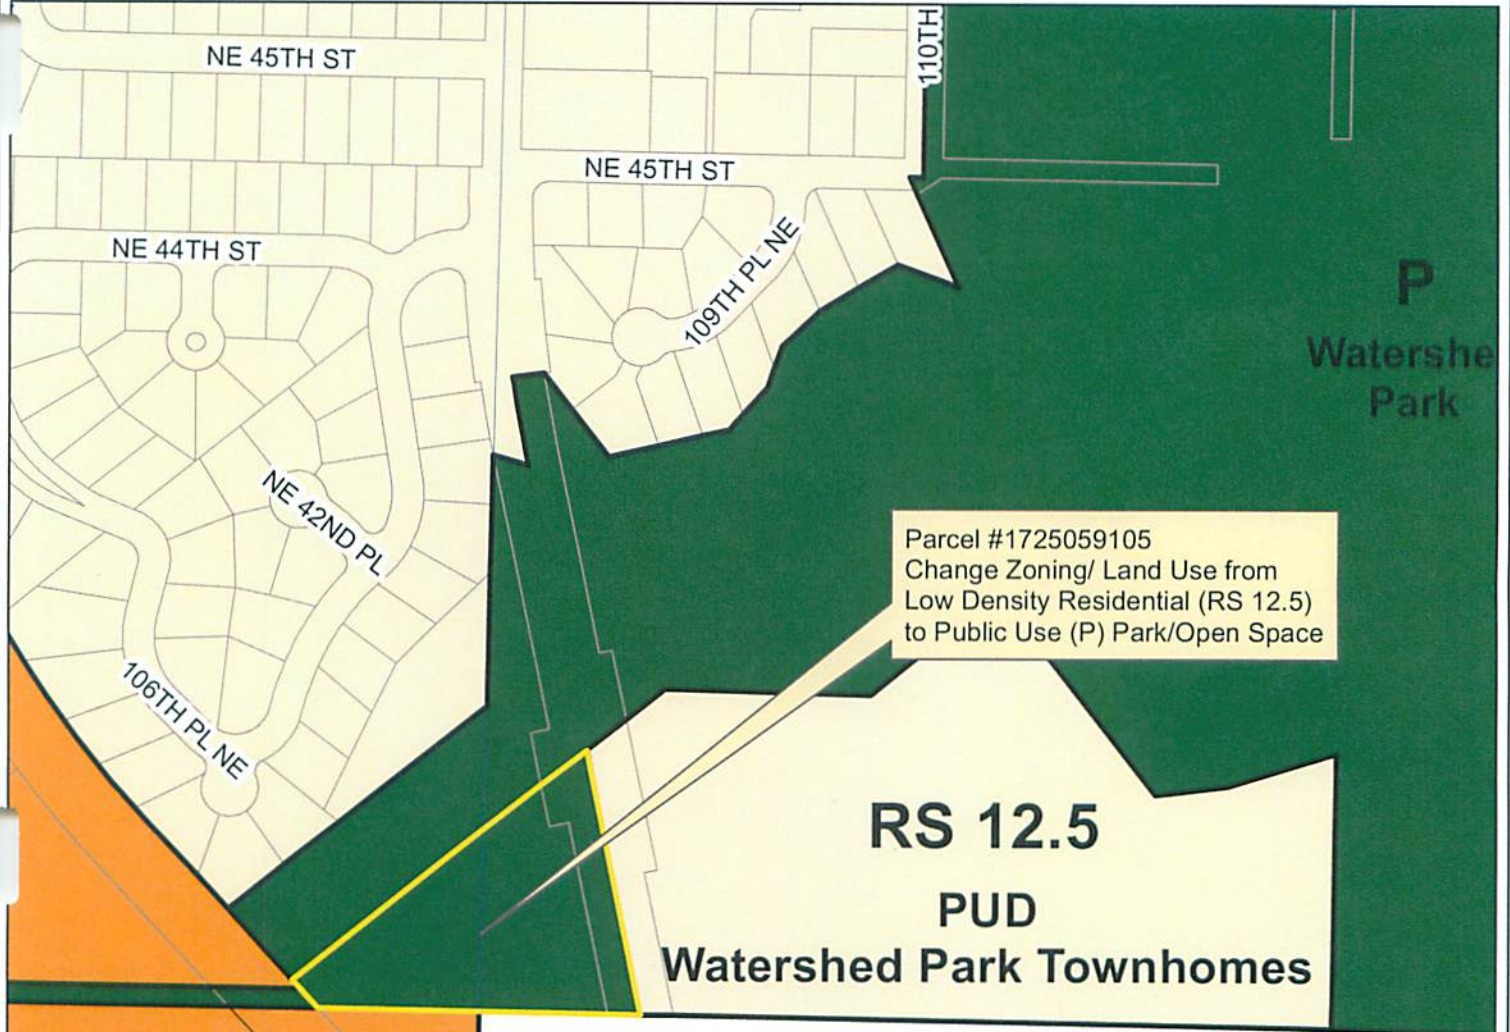 NE 45TH ST
110TH
NE 45TH ST
NE 44TH ST
109TH PL NE
P
Watershe
Park
NE 42ND PL
Parcel #1725059105
Change Zoning/ Land Use from
Low Density Residential (RS 12.5)
to Public Use (P) Park/Open Space
106TH PL NE
RS 12.5
PUD
Watershed Park Townhomes